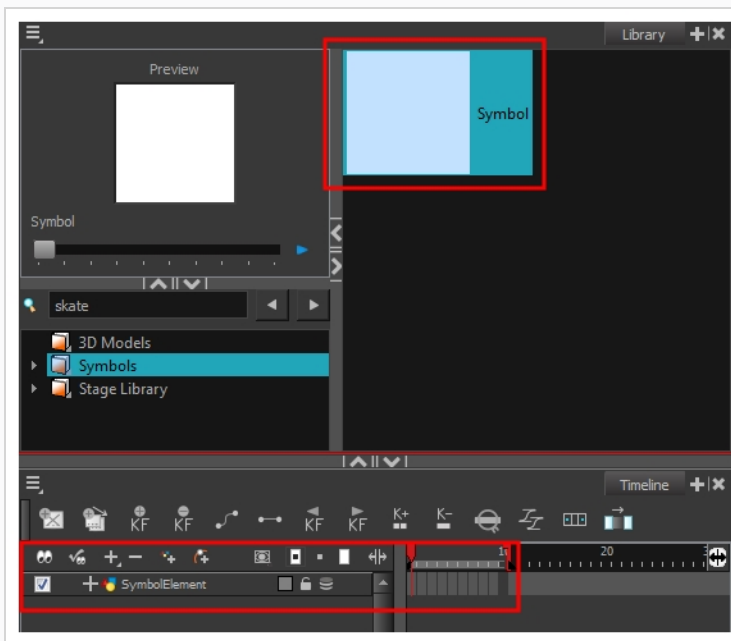 Library
Preview
Symbol
Symbol
skate
3D Models
Symbols
Stage Library
Timeline
KF KF KF KF K+ K-
20
SymbolElement